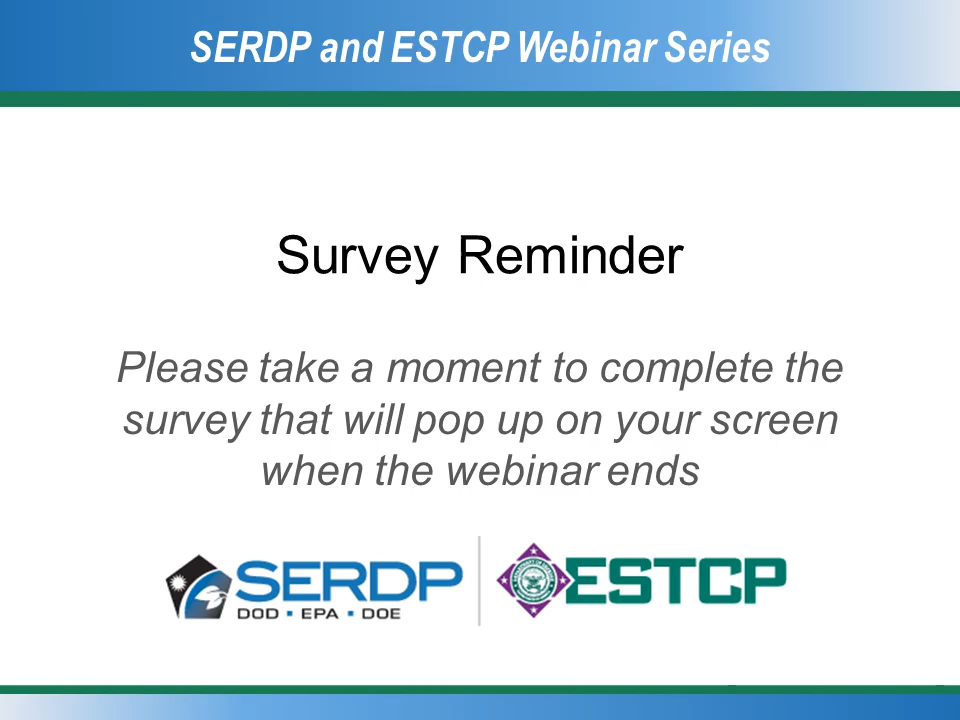 SERDP and ESTCP Webinar Series
Survey Reminder
Please take a moment to complete the
survey that will pop up on your screen
when the webinar ends
SERDP
DOD ▪ EPA ▪ DOE
ESTCP